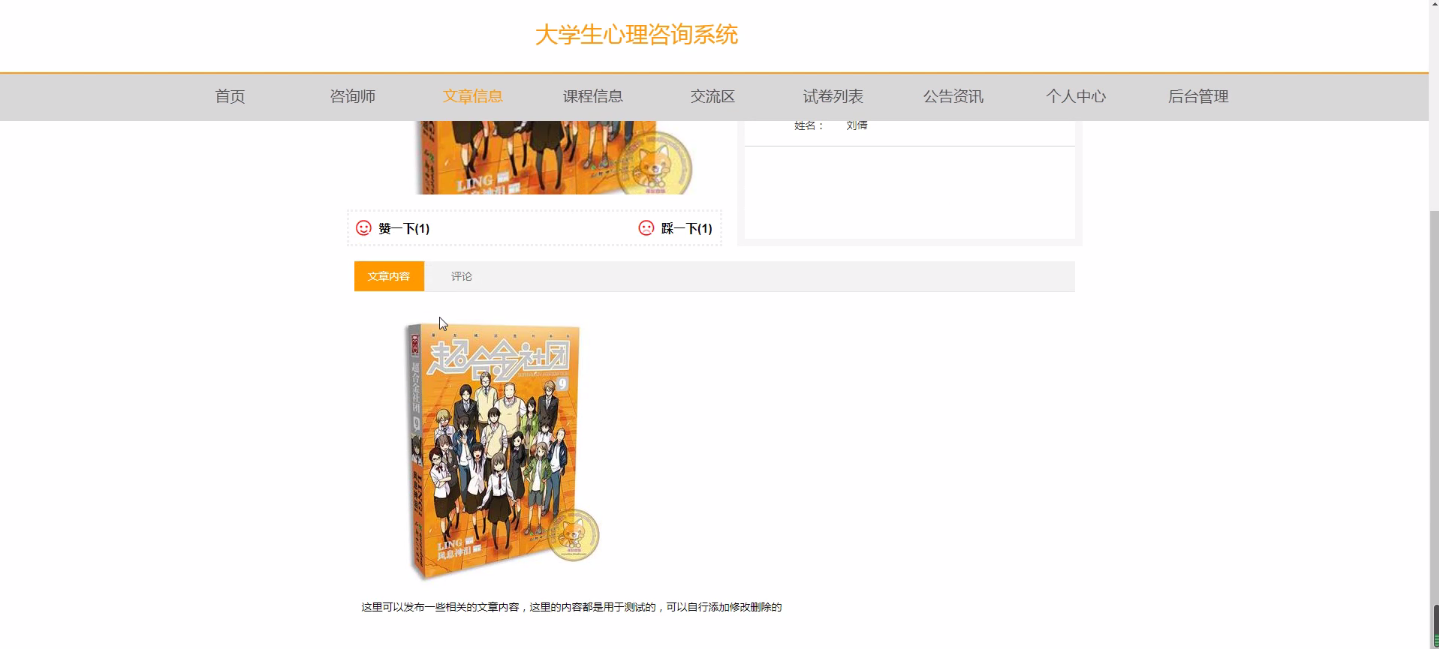 大学生心理咨询系统
首页 咨询师 文章信息 课程信息 交流区 试卷列表 公告资讯 个人中心 后台管理
姓名： 刘倩
LING
赞一下(1) 踩一下(1)
文章内容 评论
超合金社团
9
超合金社团
LING
这里可以发布一些相关的文章内容，这里的内容都是用于测试的，可以自行添加修改删除的